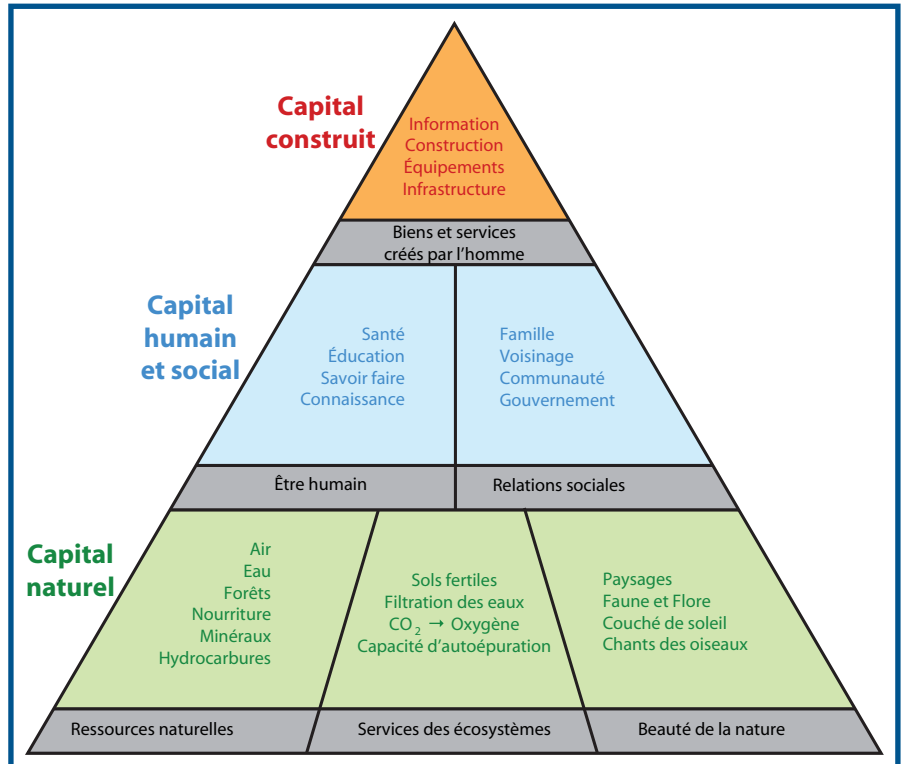 Capital
construit
Information
Construction
Équipements
Infrastructure
Biens et services
créés par l'homme
Capital
humain
et social
Santé
Éducation
Savoir faire
Connaissance
Famille
Voisinage
Communauté
Gouvernement
Être humain
Relations sociales
Capital
naturel
Air
Eau
Forêts
Nourriture
Minéraux
Hydrocarbures
Sols fertiles
Filtration des eaux
CO₂ → Oxygène
Capacité d'autoépuration
Paysages
Faune et Flore
Couché de soleil
Chants des oiseaux
Ressources naturelles
Services des écosystèmes
Beauté de la nature